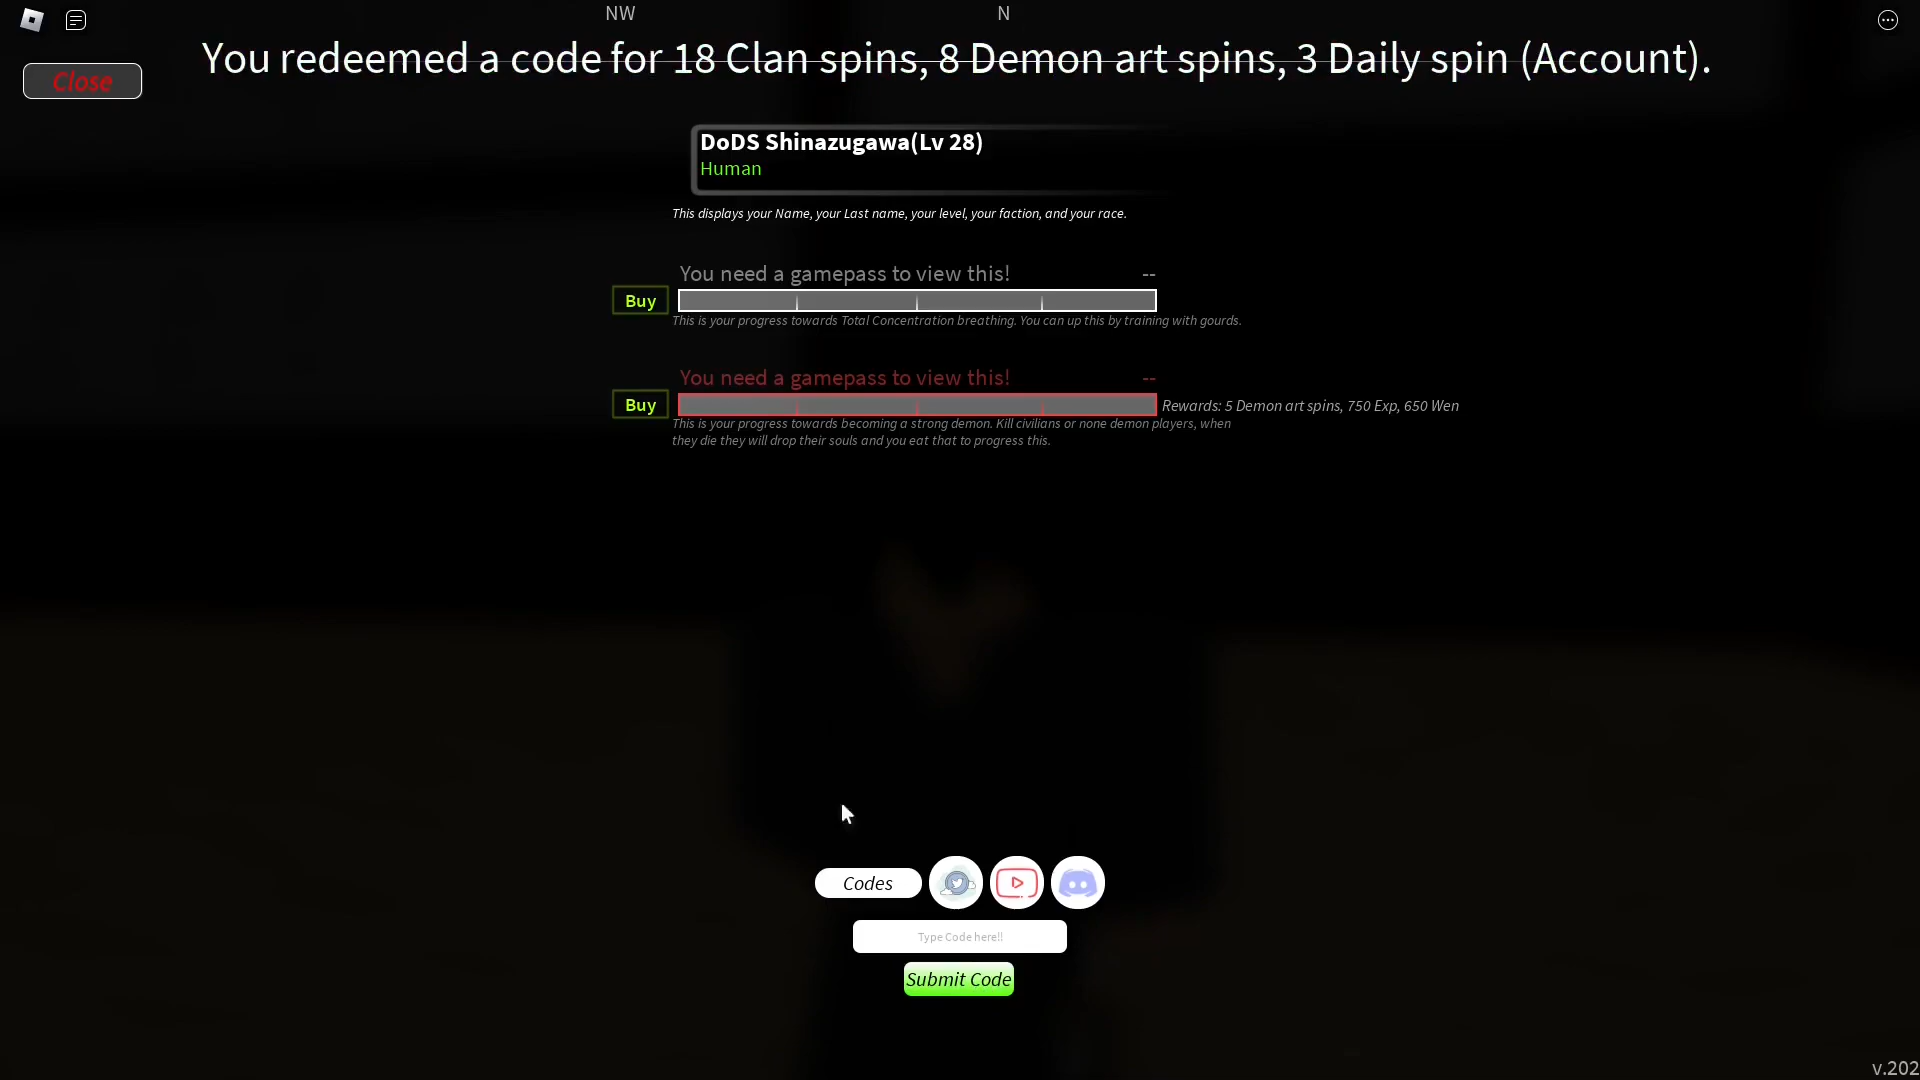 NW
N
You redeemed a code for 18 Clan spins, 8 Demon art spins, 3 Daily spin (Account).
Close
DoDS Shinazugawa(Lv 28)
Human
This displays your Name, your Last name, your level, your faction, and your race.
You need a gamepass to view this!
--
Buy
This is your progress towards Total Concentration breathing. You can up this by training with gourds.
You need a gamepass to view this!
--
Buy
Rewards: 5 Demon art spins, 750 Exp, 650 Wen
This is your progress towards becoming a strong demon. Kill civilians or none demon players, when
they die they will drop their souls and you eat that to progress this.
Codes
Type Code here!!
Submit Code
v.202